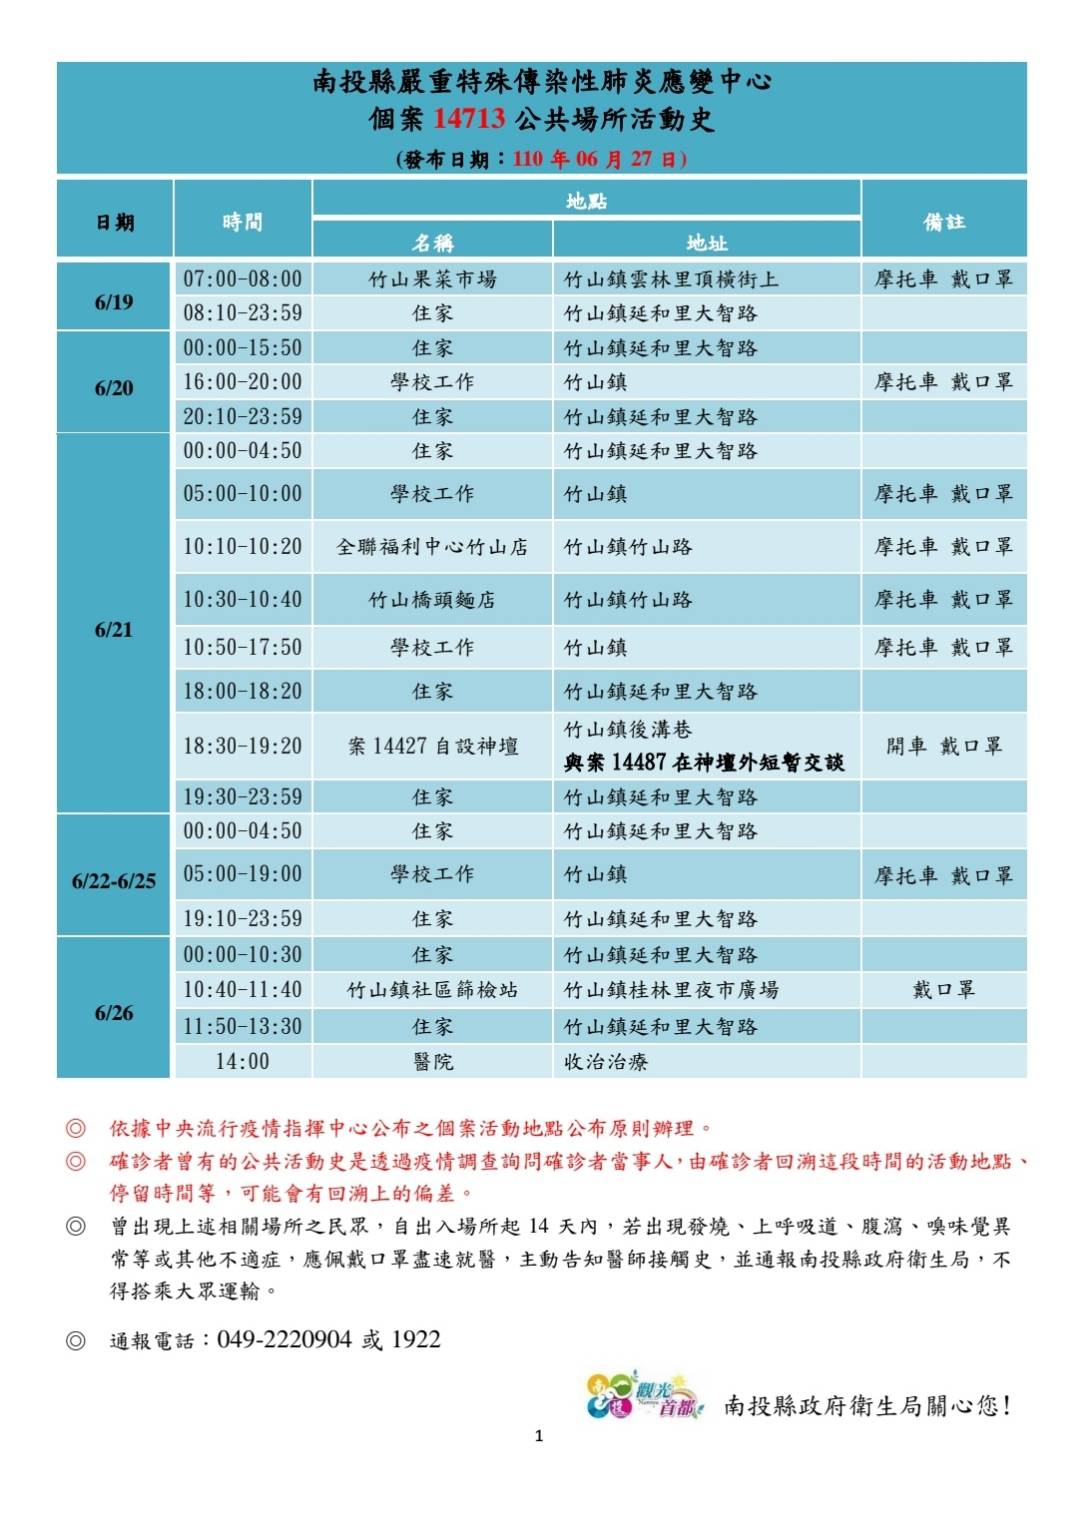 南投縣嚴重特殊傳染性肺炎應變中心
個案 14713 公共場所活動史
(發布日期：110 年 06 月 27 日)
日期 時間 地點 備註
名稱 地址
6/19
07:00-08:00 竹山果菜市場 竹山鎮雲林里頂橫街上 摩托車 戴口罩
08:10-23:59 住家 竹山鎮延和里大智路
6/20
00:00-15:50 住家 竹山鎮延和里大智路
16:00-20:00 學校工作 竹山鎮 摩托車 戴口罩
20:10-23:59 住家 竹山鎮延和里大智路
6/21
00:00-04:50 住家 竹山鎮延和里大智路
05:00-10:00 學校工作 竹山鎮 摩托車 戴口罩
10:10-10:20 全聯福利中心竹山店 竹山鎮竹山路 摩托車 戴口罩
10:30-10:40 竹山橋頭麵店 竹山鎮竹山路 摩托車 戴口罩
10:50-17:50 學校工作 竹山鎮 摩托車 戴口罩
18:00-18:20 住家 竹山鎮延和里大智路
18:30-19:20 案 14427 自設神壇 竹山鎮後溝巷 開車 戴口罩
與案 14487 在神壇外短暫交談
19:30-23:59 住家 竹山鎮延和里大智路
6/22-6/25
00:00-04:50 住家 竹山鎮延和里大智路
05:00-19:00 學校工作 竹山鎮 摩托車 戴口罩
19:10-23:59 住家 竹山鎮延和里大智路
6/26
00:00-10:30 住家 竹山鎮延和里大智路
10:40-11:40 竹山鎮社區篩檢站 竹山鎮桂林里夜市廣場 戴口罩
11:50-13:30 住家 竹山鎮延和里大智路
14:00 醫院 收治治療
◎ 依據中央流行疫情指揮中心公布之個案活動地點公布原則辦理。
◎ 確診者曾有的公共活動史是透過疫情調查詢問確診者當事人，由確診者回溯這段時間的活動地點、
停留時間等，可能會有回溯上的偏差。
◎ 曾出現上述相關場所之民眾，自出入場所起 14 天內，若出現發燒、上呼吸道、腹瀉、嗅味覺異
常等或其他不適症，應佩戴口罩盡速就醫，主動告知醫師接觸史，並通報南投縣政府衛生局，不
得搭乘大眾運輸。
◎ 通報電話：049-2220904 或 1922
南投 觀光首都 南投縣政府衛生局關心您!
1